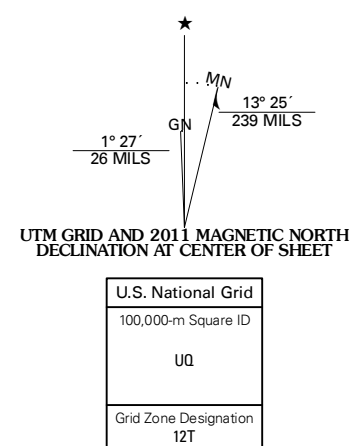 ★
MN
GN
13° 25´
239 MILS
1° 27´
26 MILS
UTM GRID AND 2011 MAGNETIC NORTH
DECLINATION AT CENTER OF SHEET
U.S. National Grid
100,000-m Square ID
UQ
Grid Zone Designation
12T